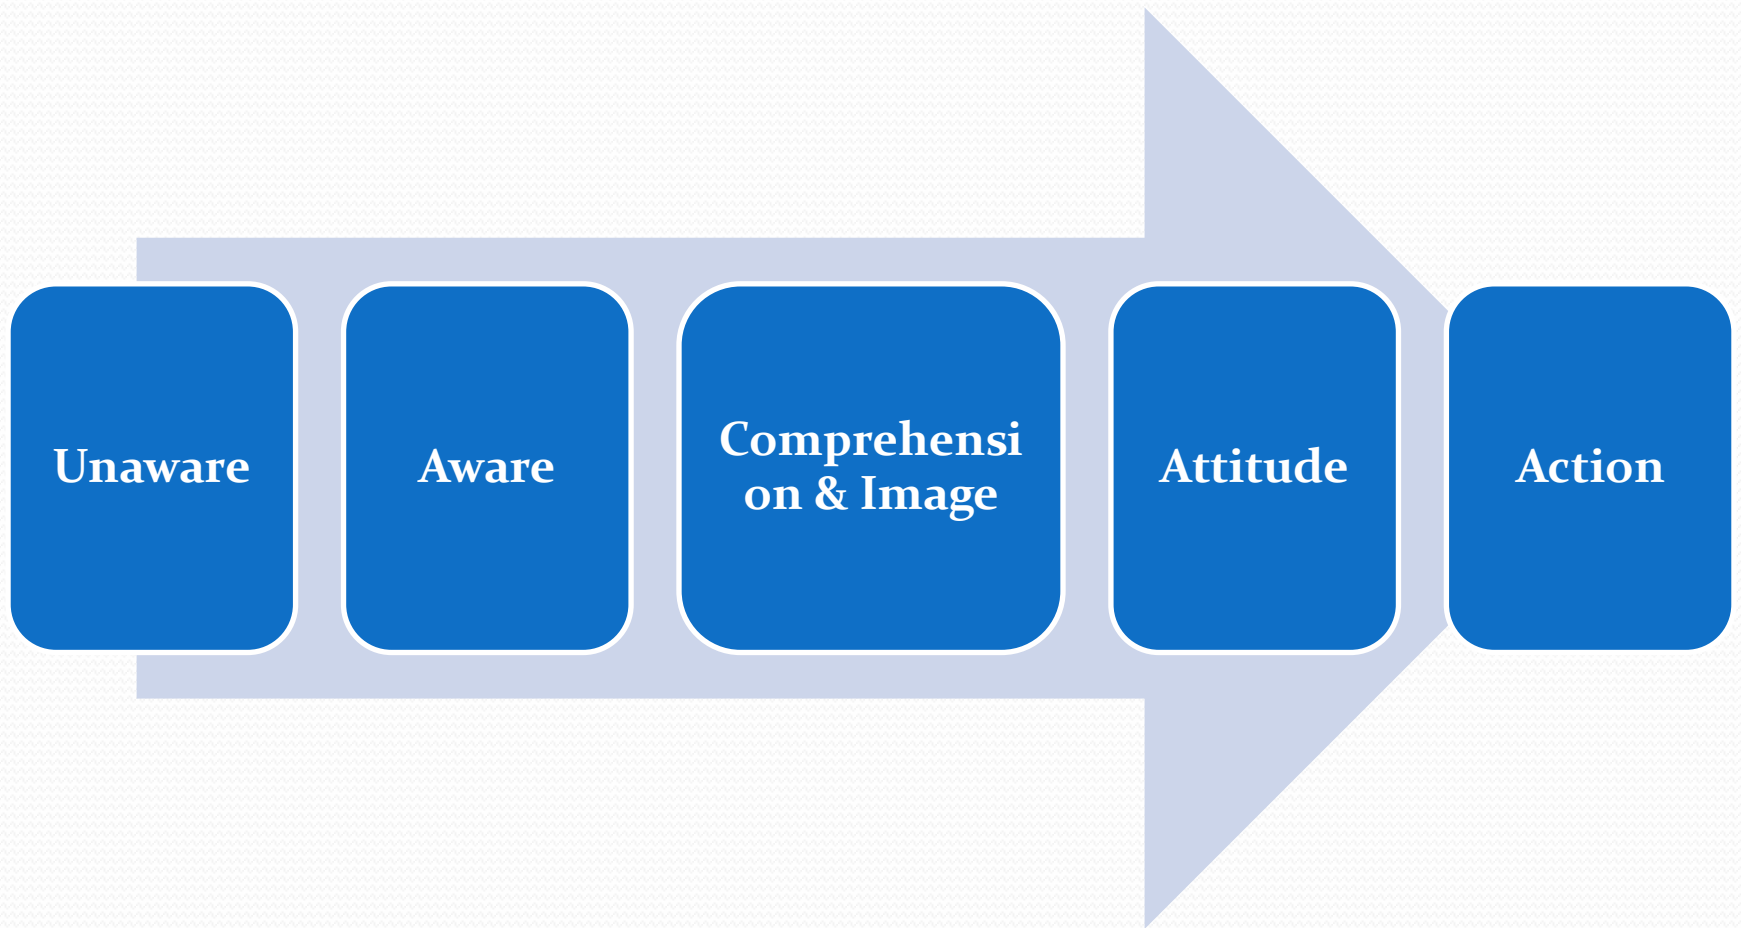 Unaware
Aware
Comprehensi
on & Image
Attitude
Action